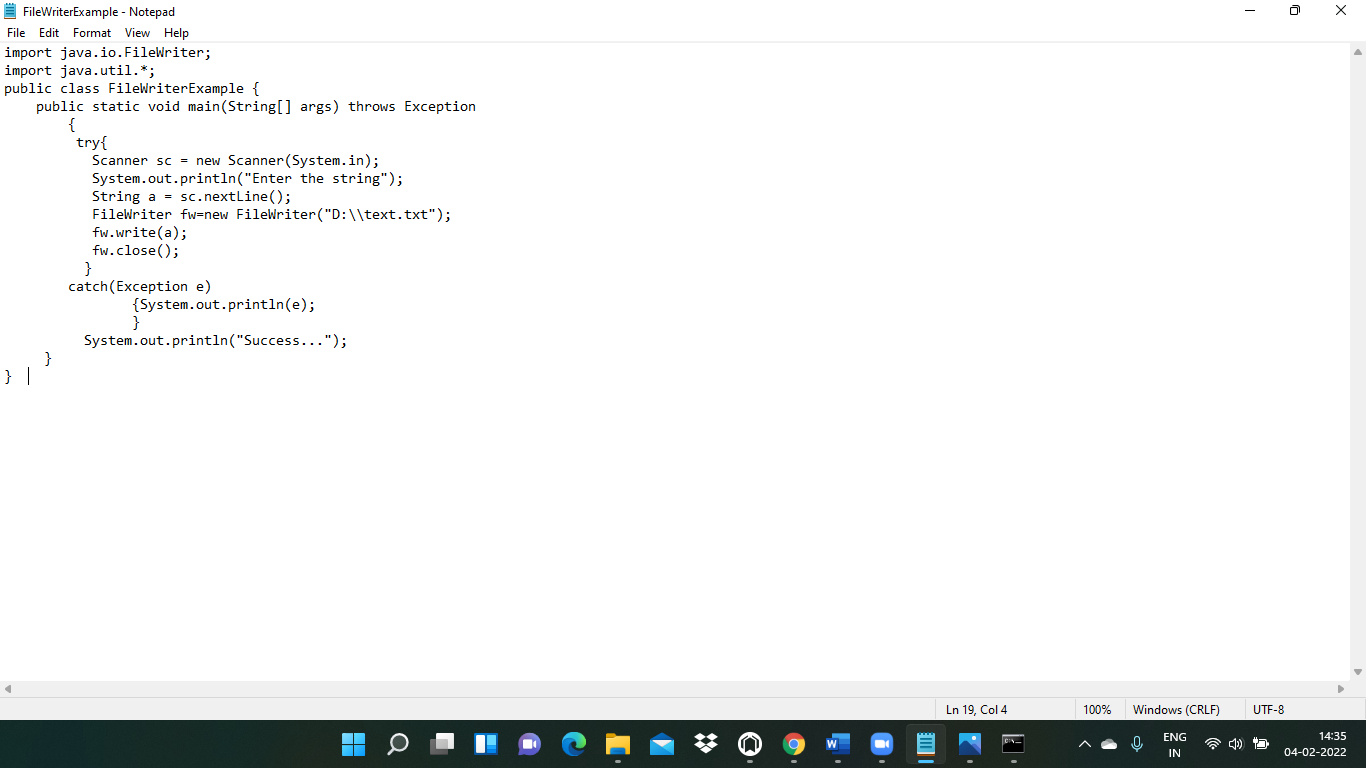 FileWriterExample - Notepad
File Edit Format View Help
import java.io.FileWriter;
import java.util.*;
public class FileWriterExample {
    public static void main(String[] args) throws Exception
        {
         try{
           Scanner sc = new Scanner(System.in);
           System.out.println("Enter the string");
           String a = sc.nextLine();
           FileWriter fw=new FileWriter("D:\\text.txt");
           fw.write(a);
           fw.close();
          }
        catch(Exception e)
                {System.out.println(e);
                }
          System.out.println("Success...");
     }
}
Ln 19, Col 4 100% Windows (CRLF) UTF-8
ENG 14:35
IN 04-02-2022